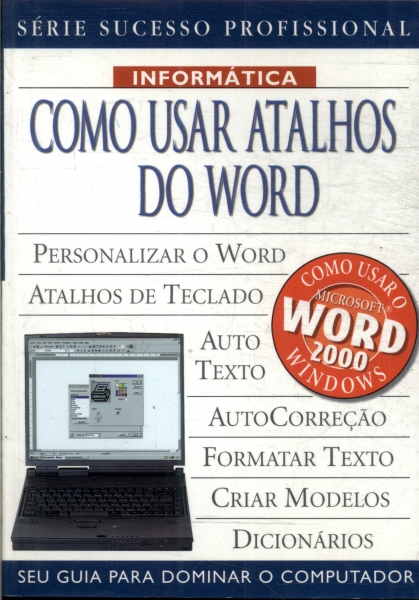 SÉRIE SUCESSO PROFISSIONAL
INFORMÁTICA
COMO USAR ATALHOS
DO WORD
PERSONALIZAR O WORD
ATALHOS DE TECLADO
COMO USAR O
MICROSOFT®
WORD
2000
WINDOWS
AUTO
TEXTO
AUTOCORREÇÃO
FORMATAR TEXTO
CRIAR MODELOS
DICIONÁRIOS
SEU GUIA PARA DOMINAR O COMPUTADOR